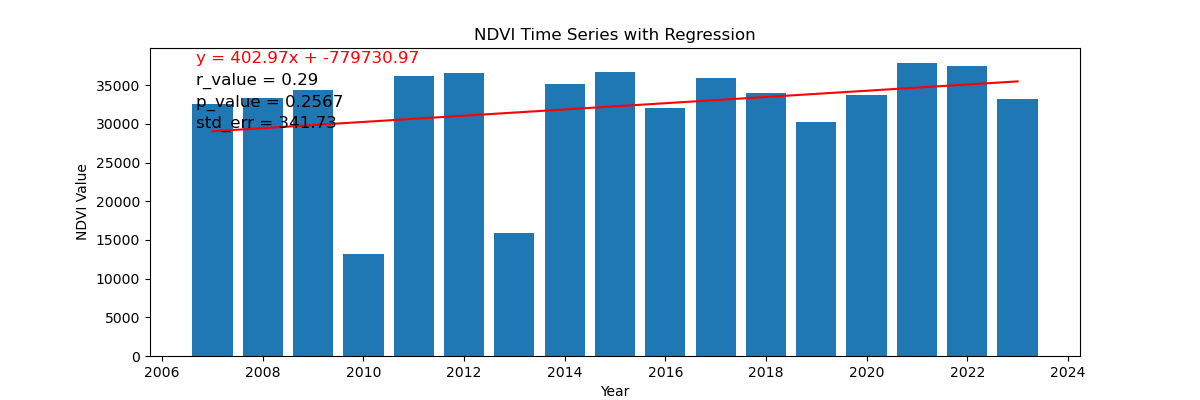 NDVI Time Series with Regression
y = 402.97x + -779730.97
r_value = 0.29
p_value = 0.2567
std_err = 341.73
NDVI Value
35000
30000
25000
20000
15000
10000
5000
0
2006 2008 2010 2012 2014 2016 2018 2020 2022 2024
Year